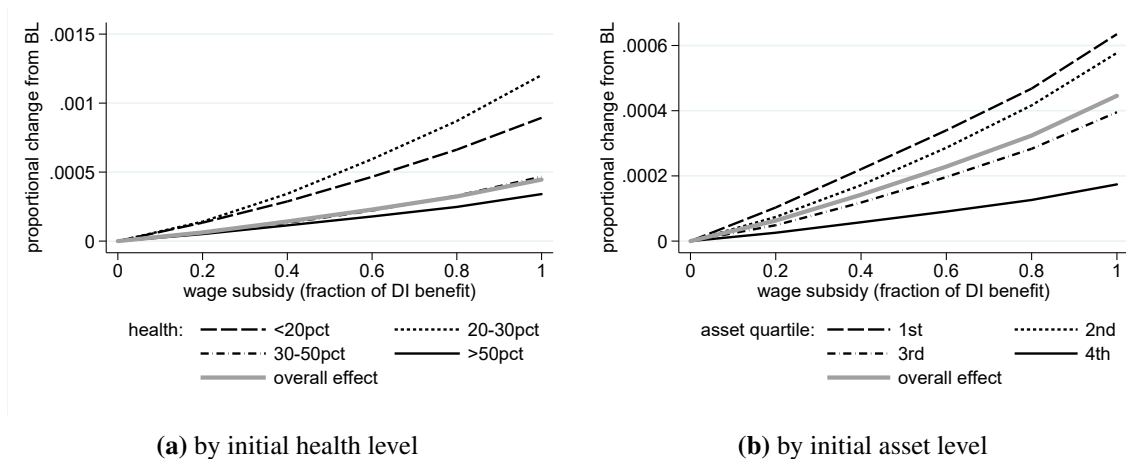 proportional change from BL
.0015
.001
.0005
0
0 0.2 0.4 0.6 0.8 1
wage subsidy (fraction of DI benefit)
health: <20pct 20-30pct
30-50pct >50pct
overall effect
(a) by initial health level
proportional change from BL
.0006
.0004
.0002
0
0 0.2 0.4 0.6 0.8 1
wage subsidy (fraction of DI benefit)
asset quartile: 1st 2nd
3rd 4th
overall effect
(b) by initial asset level